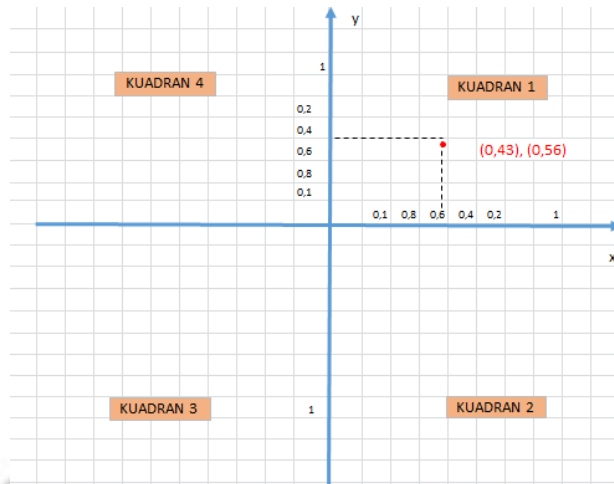 y
1
KUADRAN 4
KUADRAN 1
0,2
0,4
0,6
(0,43), (0,56)
0,8
0,1
0,1 0,8 0,6 0,4 0,2 1
x
KUADRAN 3
1
KUADRAN 2